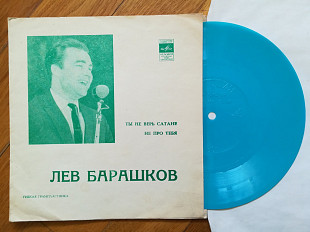 ТЫ НЕ ВЕРЬ САТАНЕ
НЕ ПРО ТЕБЯ
ЛЕВ БАРАШКОВ